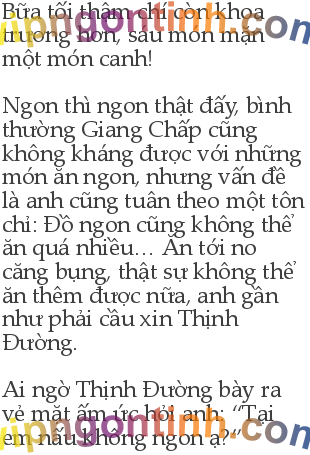 Bữa tối thậm chí còn khoa
trương hơn, sáu món mặn
một món canh!
Ngon thì ngon thật đấy, bình
thường Giang Chấp cũng
không kháng được với những
món ăn ngon, nhưng vấn đề
là anh cũng tuân theo một tôn
chỉ: Đồ ngon cũng không thể
ăn quá nhiều… Ăn tới no
căng bụng, thật sự không thể
ăn thêm được nữa, anh gần
như phải cầu xin Thịnh
Đường.
Ai ngờ Thịnh Đường bày ra
vẻ mặt ấm ức hỏi anh: “Tại
em nấu không ngon ạ?”
vipngontinh.com
vipngontinh.com